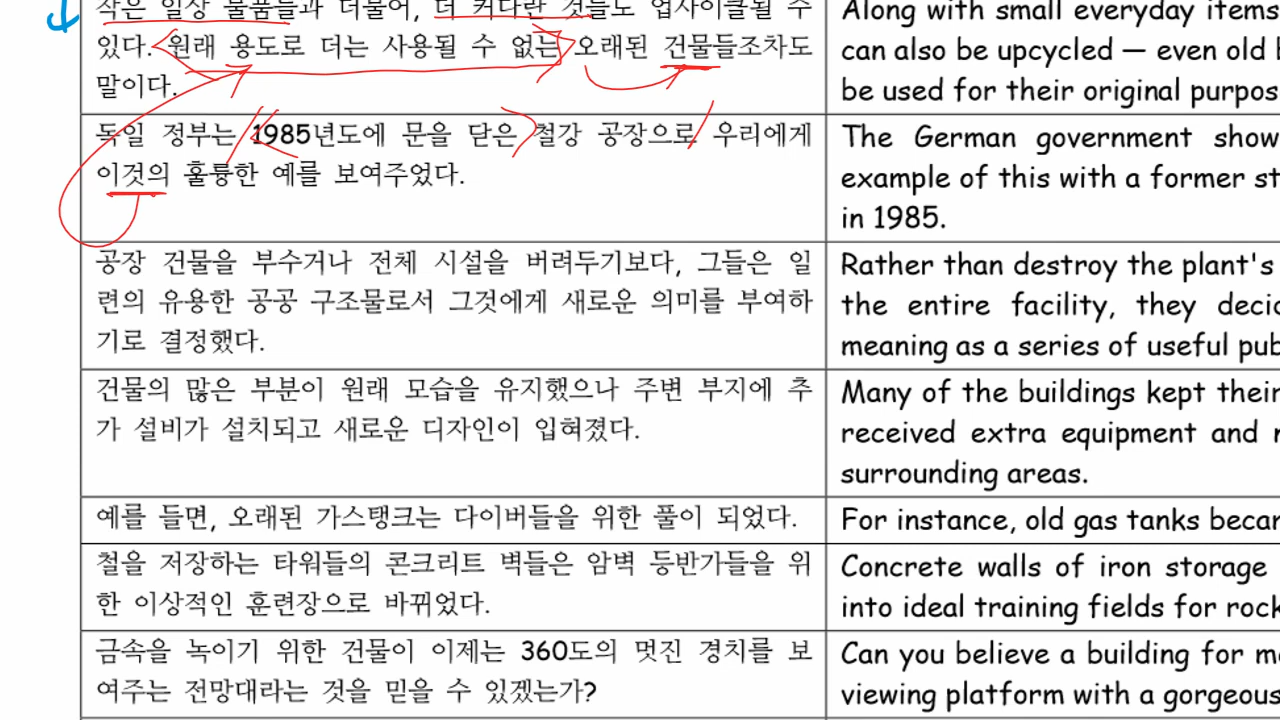 작은 일상 물품들과 더불어, 더 커다란 것들도 업사이클될 수
있다. 원래 용도로 더는 사용될 수 없는 오래된 건물들조차도
말이다.
Along with small everyday items
can also be upcycled — even old
be used for their original purpos
독일 정부는 1985년도에 문을 닫은 철강 공장으로 우리에게
이것의 훌륭한 예를 보여주었다.
The German government show
example of this with a former st
in 1985.
공장 건물을 부수거나 전체 시설을 버려두기보다, 그들은 일
련의 유용한 공공 구조물로서 그것에게 새로운 의미를 부여하
기로 결정했다.
Rather than destroy the plant's
the entire facility, they decid
meaning as a series of useful pub
건물의 많은 부분이 원래 모습을 유지했으나 주변 부지에 추
가 설비가 설치되고 새로운 디자인이 입혀졌다.
Many of the buildings kept their
received extra equipment and
surrounding areas.
예를 들면, 오래된 가스탱크는 다이버들을 위한 풀이 되었다.
For instance, old gas tanks becam
철을 저장하는 타워들의 콘크리트 벽들은 암벽 등반가들을 위
한 이상적인 훈련장으로 바뀌었다.
Concrete walls of iron storage
into ideal training fields for rock
금속을 녹이기 위한 건물이 이제는 360도의 멋진 경치를 보
여주는 전망대라는 것을 믿을 수 있겠는가?
Can you believe a building for me
viewing platform with a gorgeous